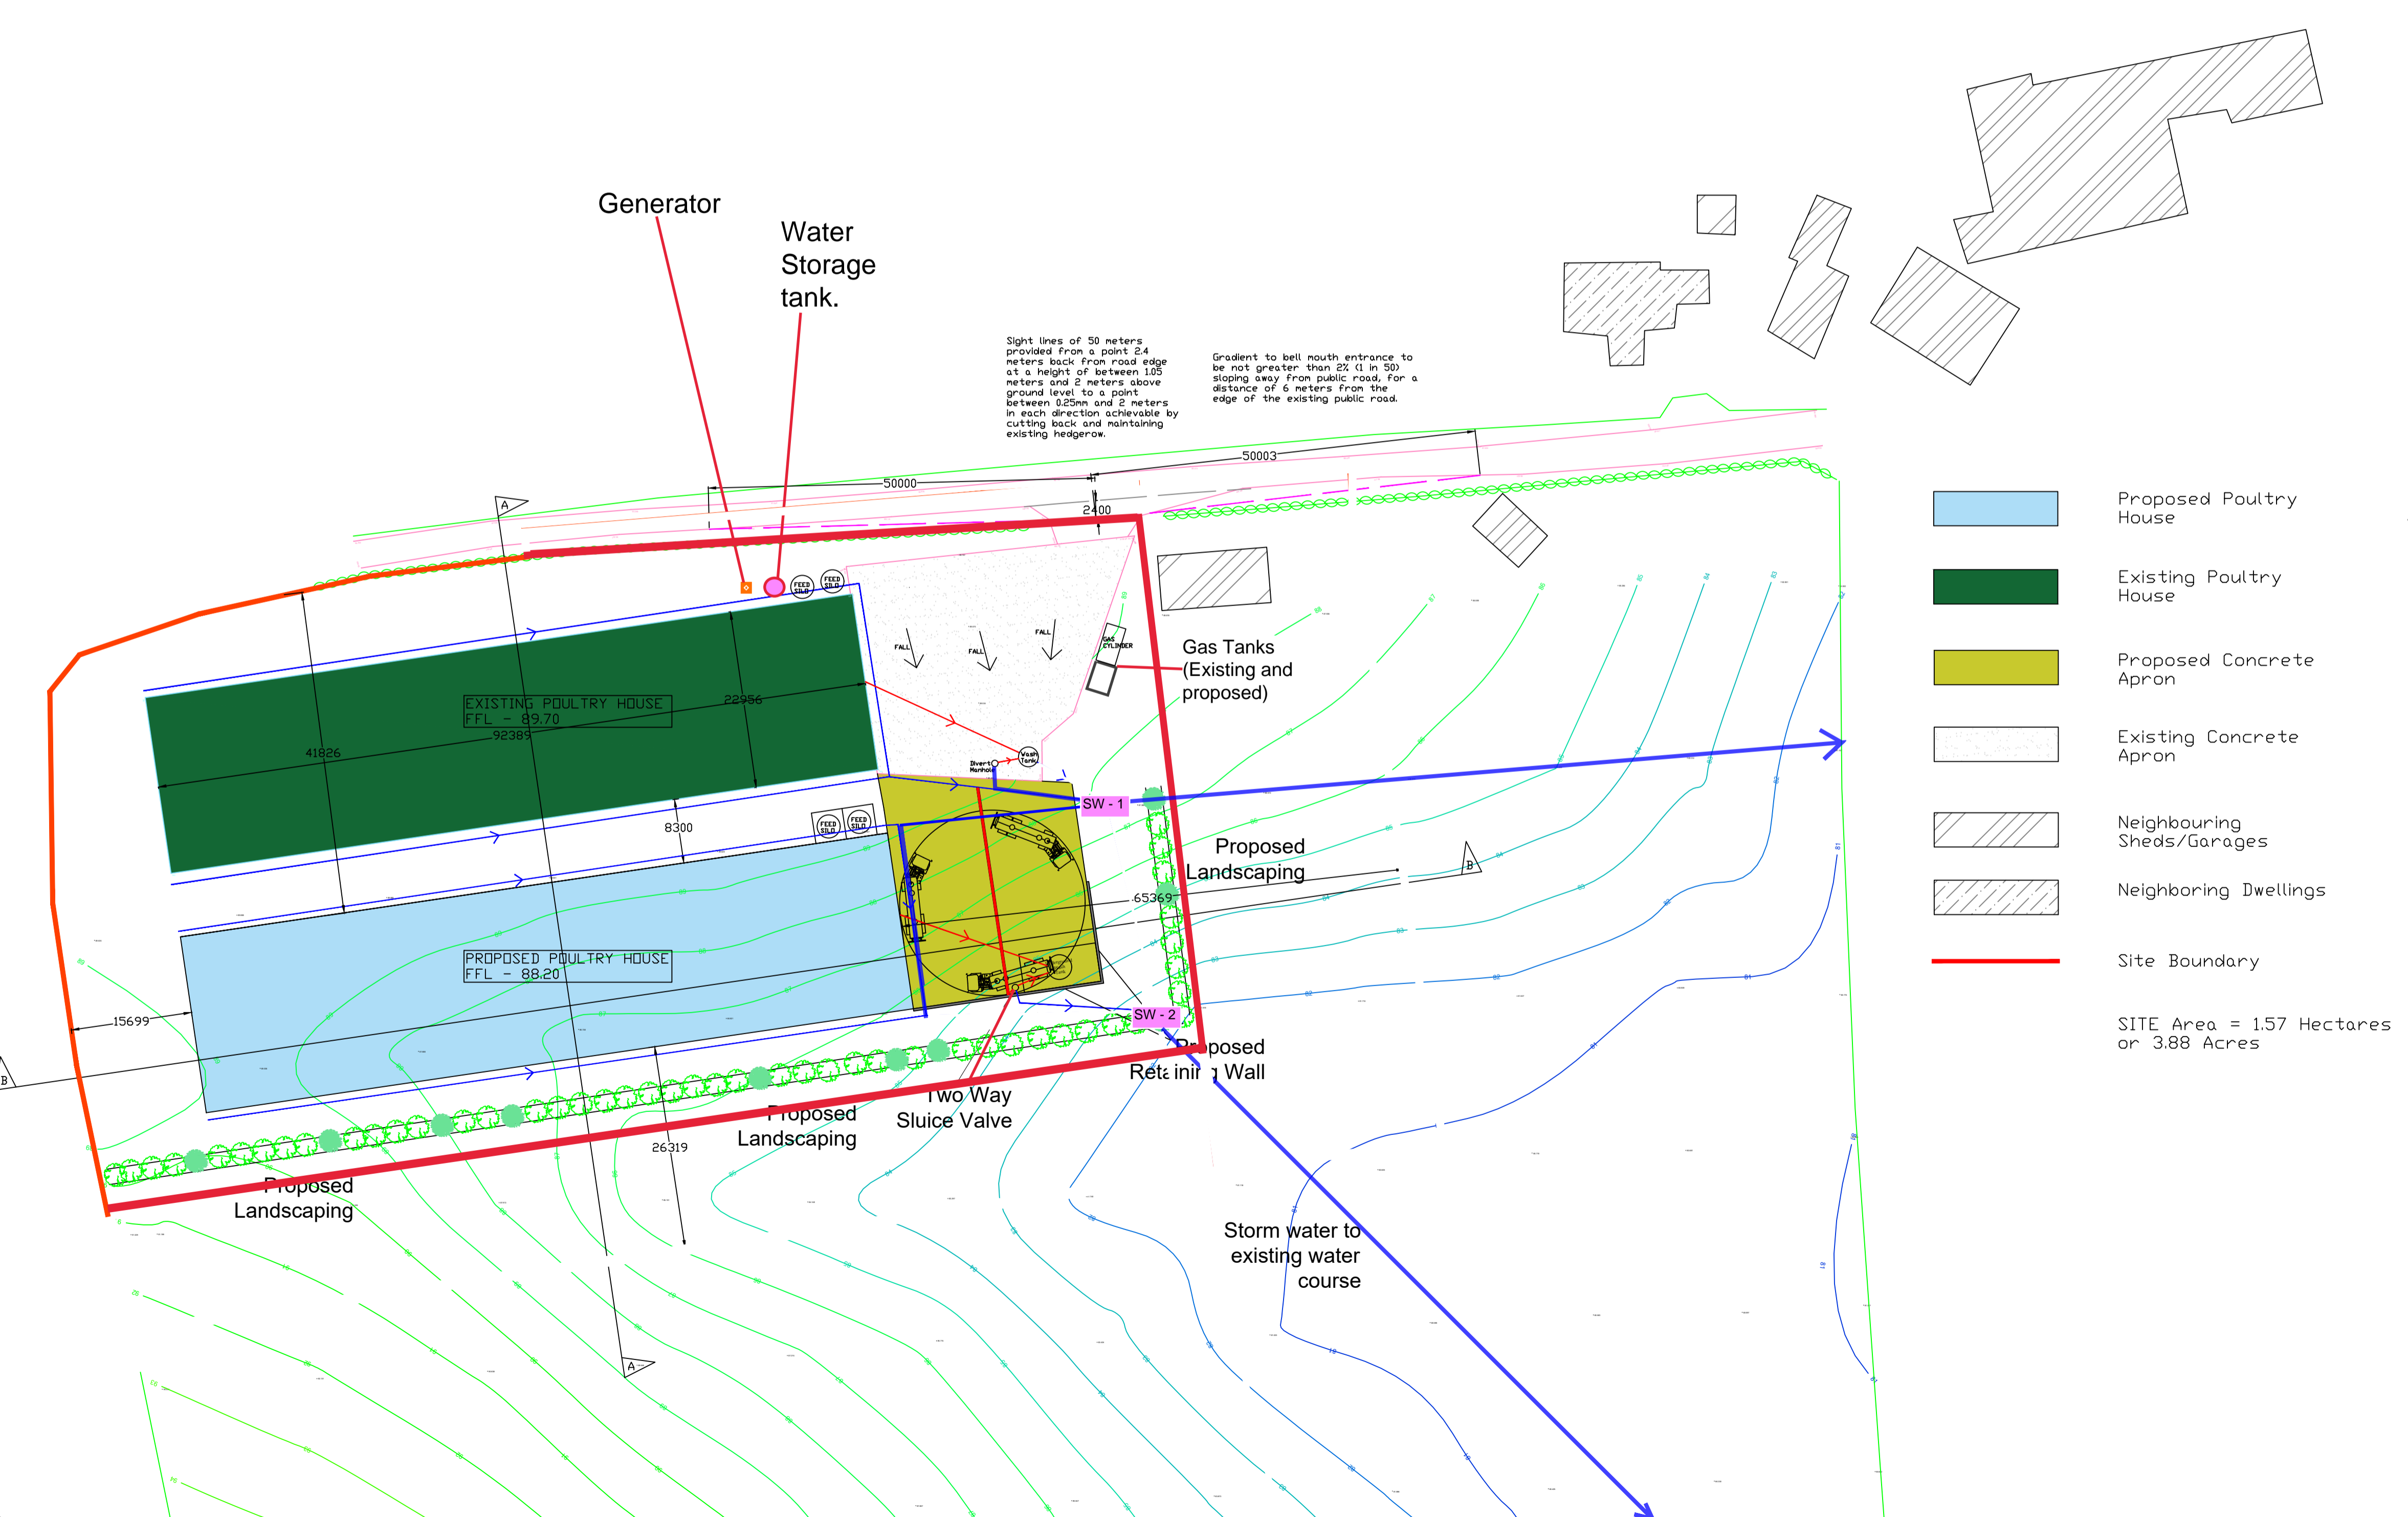 Generator
Water
Storage
tank.
Sight lines of 50 meters
provided from a point 2.4
meters back from road edge
at a height of between 1.05
meters and 2 meters above
ground level to a point
between 0.25mm and 2 meters
in each direction achievable by
cutting back and maintaining
existing hedgerow.
Gradient to bell mouth entrance to
be not greater than 2% (1 in 50)
sloping away from public road, for a
distance of 6 meters from the
edge of the existing public road.
50003
50000
2400
A
FEED
SILO
FEED
SILO
FALL
FALL
FALL
GAS
CYLINDER
Gas Tanks
(Existing and
proposed)
EXISTING POULTRY HOUSE
FFL - 89.70
22956
92389
41826
Wash
Tank
Divert
Manhole
SW - 1
8300
FEED
SILO
FEED
SILO
Proposed
Landscaping
B
65369
PROPOSED POULTRY HOUSE
FFL - 88.20
15699
SW - 2
Proposed
Retaining Wall
B
Two Way
Sluice Valve
Proposed
Landscaping
26319
Proposed
Landscaping
Storm water to
existing water
course
A
Proposed Poultry
House
Existing Poultry
House
Proposed Concrete
Apron
Existing Concrete
Apron
Neighbouring
Sheds/Garages
Neighboring Dwellings
Site Boundary
SITE Area = 1.57 Hectares
or 3.88 Acres